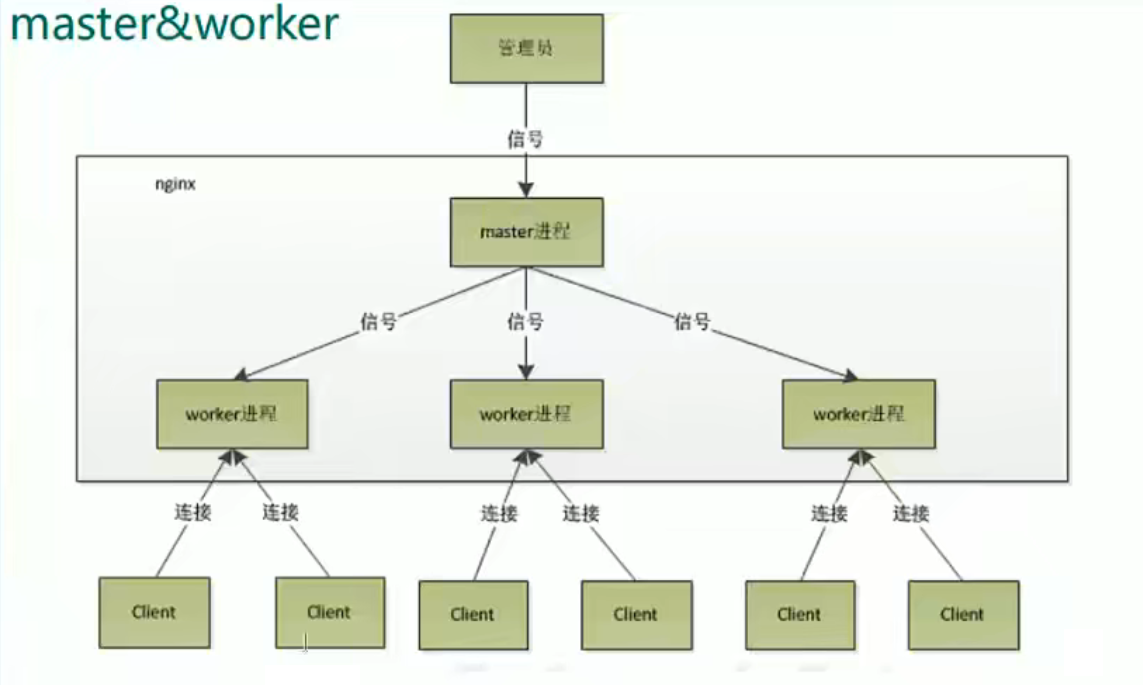 master&worker
管理员
信号
nginx
master进程
信号
信号
信号
worker进程
worker进程
worker进程
连接
连接
连接
连接
连接
连接
Client
Client
Client
Client
Client
Client